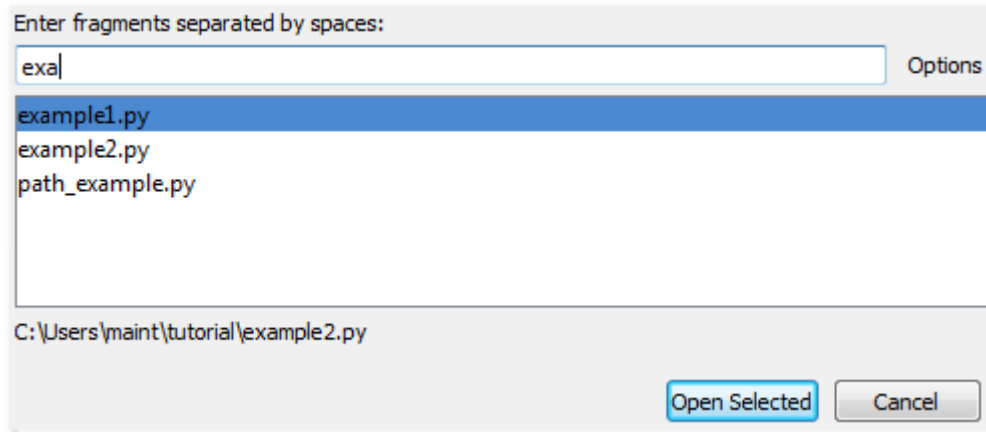 Enter fragments separated by spaces:
exa
Options
example1.py
example2.py
path_example.py
C:\Users\maint\tutorial\example2.py
Open Selected
Cancel